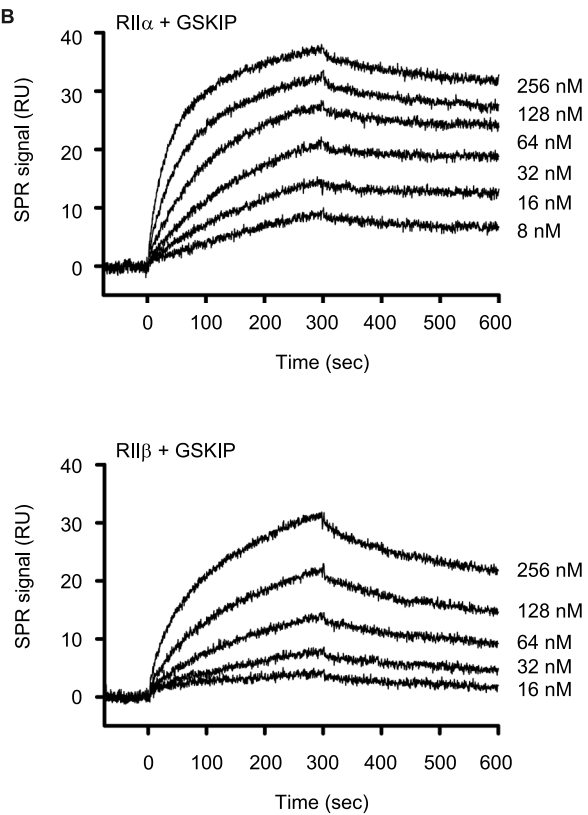 B
RIIα + GSKIP
SPR signal (RU)
40
30
20
10
0
256 nM
128 nM
64 nM
32 nM
16 nM
8 nM
0 100 200 300 400 500 600
Time (sec)
RIIβ + GSKIP
SPR signal (RU)
40
30
20
10
0
256 nM
128 nM
64 nM
32 nM
16 nM
0 100 200 300 400 500 600
Time (sec)